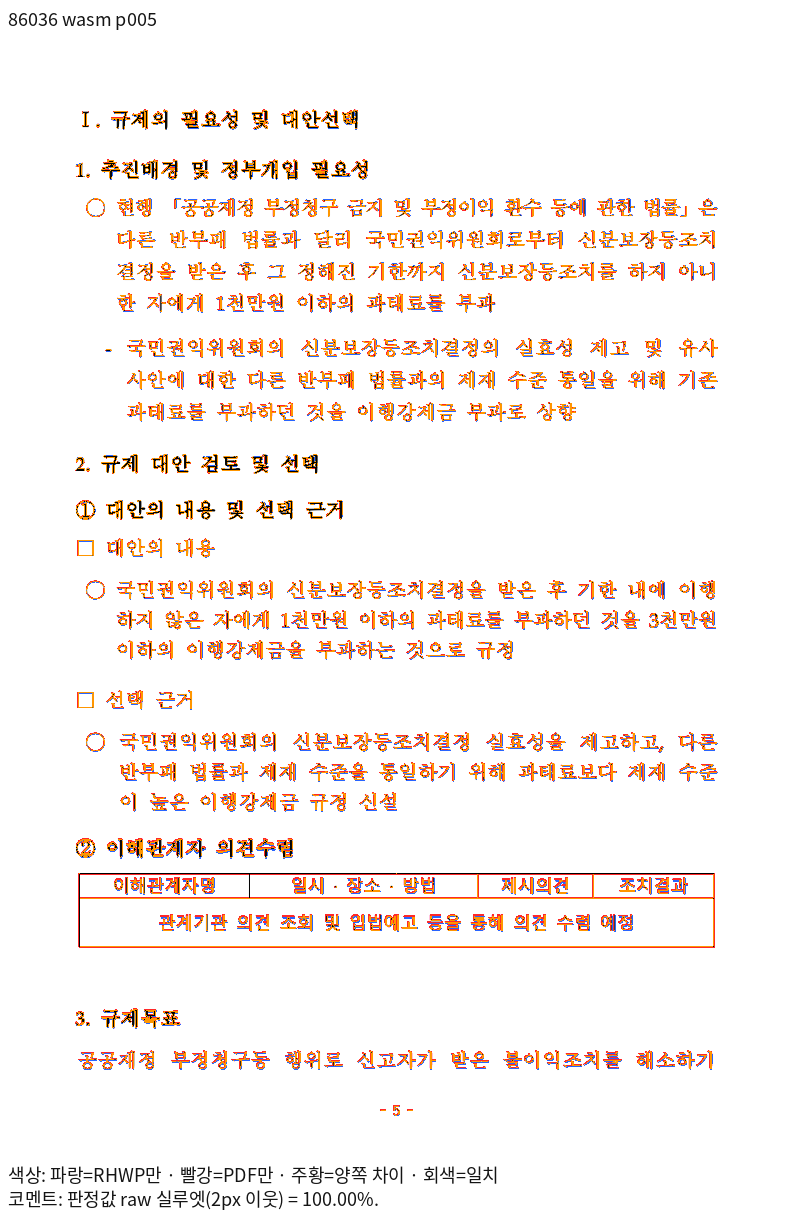 86036 wasm p005
Ⅰ. 규제의 필요성 및 대안선택
1. 추진배경 및 정부개입 필요성
○ 현행 「공공재정 부정청구 금지 및 부정이익 환수 등에 관한 법률」은
다른 반부패 법률과 달리 국민권익위원회로부터 신분보장등조치
결정을 받은 후 그 정해진 기한까지 신분보장등조치를 하지 아니
한 자에게 1천만원 이하의 과태료를 부과
- 국민권익위원회의 신분보장등조치결정의 실효성 제고 및 유사
사안에 대한 다른 반부패 법률과의 제재 수준 통일을 위해 기존
과태료를 부과하던 것을 이행강제금 부과로 상향
2. 규제 대안 검토 및 선택
① 대안의 내용 및 선택 근거
□ 대안의 내용
○ 국민권익위원회의 신분보장등조치결정을 받은 후 기한 내에 이행
하지 않은 자에게 1천만원 이하의 과태료를 부과하던 것을 3천만원
이하의 이행강제금을 부과하는 것으로 규정
□ 선택 근거
○ 국민권익위원회의 신분보장등조치결정 실효성을 제고하고, 다른
반부패 법률과 제재 수준을 통일하기 위해 과태료보다 제재 수준
이 높은 이행강제금 규정 신설
② 이해관계자 의견수렴
이해관계자명 일시 · 장소 · 방법 제시의견 조치결과
관계기관 의견 조회 및 입법예고 등을 통해 의견 수렴 예정
3. 규제목표
공공재정 부정청구등 행위로 신고자가 받은 불이익조치를 해소하기
- 5 -
색상: 파랑=RHWP만 · 빨강=PDF만 · 주황=양쪽 차이 · 회색=일치
코멘트: 판정값 raw 실루엣(2px 이웃) = 100.00%.